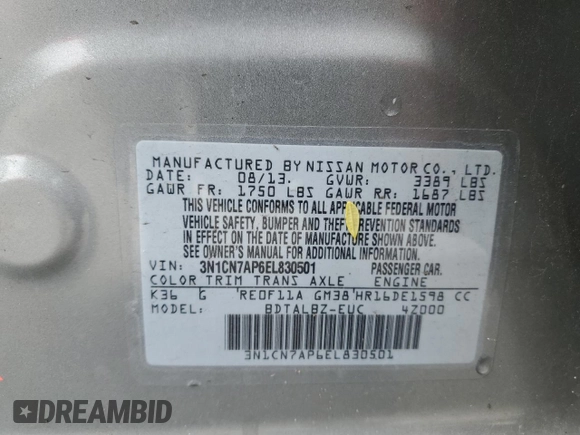 MANUFACTURED BY NISSAN MOTOR CO., LTD.
DATE: 08/13. GVWR: 3389 LBS
GAWR FR: 1750 LBS GAWR RR: 1687 LBS
THIS VEHICLE CONFORMS TO ALL APPLICABLE FEDERAL MOTOR
VEHICLE SAFETY, BUMPER AND THEFT PREVENTION STANDARDS
IN EFFECT ON THE DATE OF MANUFACTURE SHOWN ABOVE.
SEE OWNER'S MANUAL FOR ADDITIONAL INFORMATION.
VIN: 3N1CN7AP6EL830501 PASSENGER CAR.
COLOR TRIM TRANS AXLE ENGINE
K36 G 'RE0F11A GM38'HR16DE1598 CC
MODEL: BDTALBZ-EUC 4Z000
3N1CN7AP6EL830501
DREAMBID